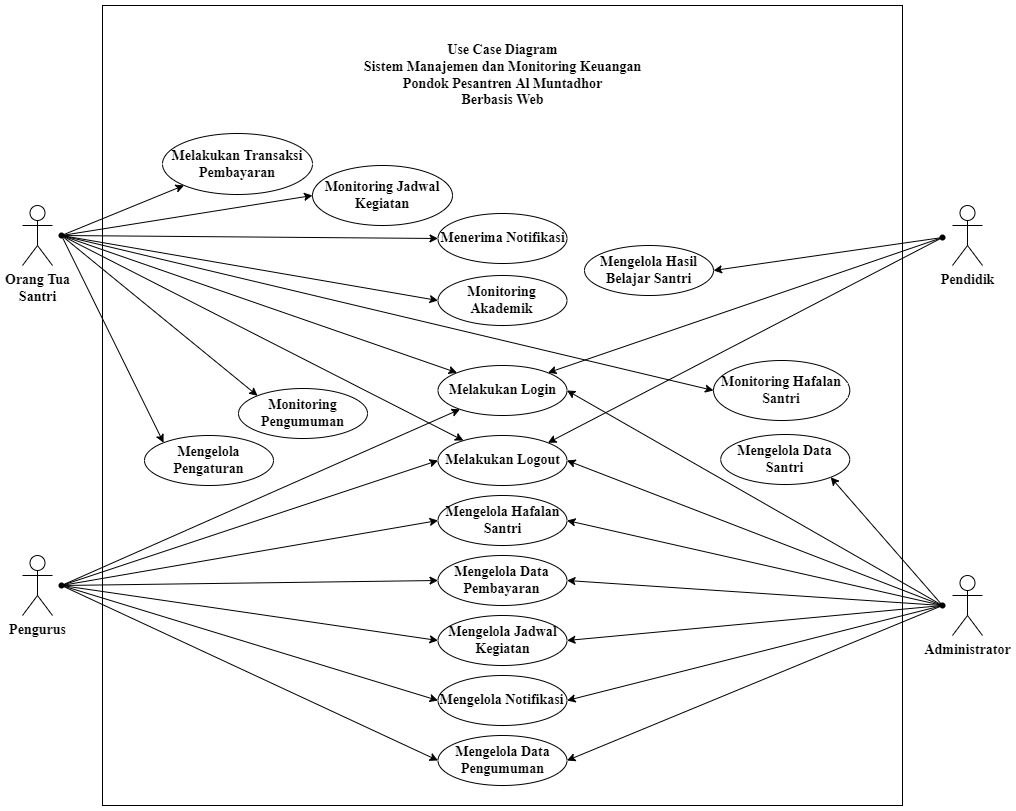 Use Case Diagram
Sistem Manajemen dan Monitoring Keuangan
Pondok Pesantren Al Muntadhor
Berbasis Web
Melakukan Transaksi
Pembayaran
Monitoring Jadwal
Kegiatan
Menerima Notifikasi
Mengelola Hasil
Belajar Santri
Orang Tua
Santri
Pendidik
Monitoring
Akademik
Melakukan Login
Monitoring Hafalan
Santri
Monitoring
Pengumuman
Mengelola
Pengaturan
Melakukan Logout
Mengelola Data
Santri
Mengelola Hafalan
Santri
Mengelola Data
Pembayaran
Pengurus
Mengelola Jadwal
Kegiatan
Administrator
Mengelola Notifikasi
Mengelola Data
Pengumuman